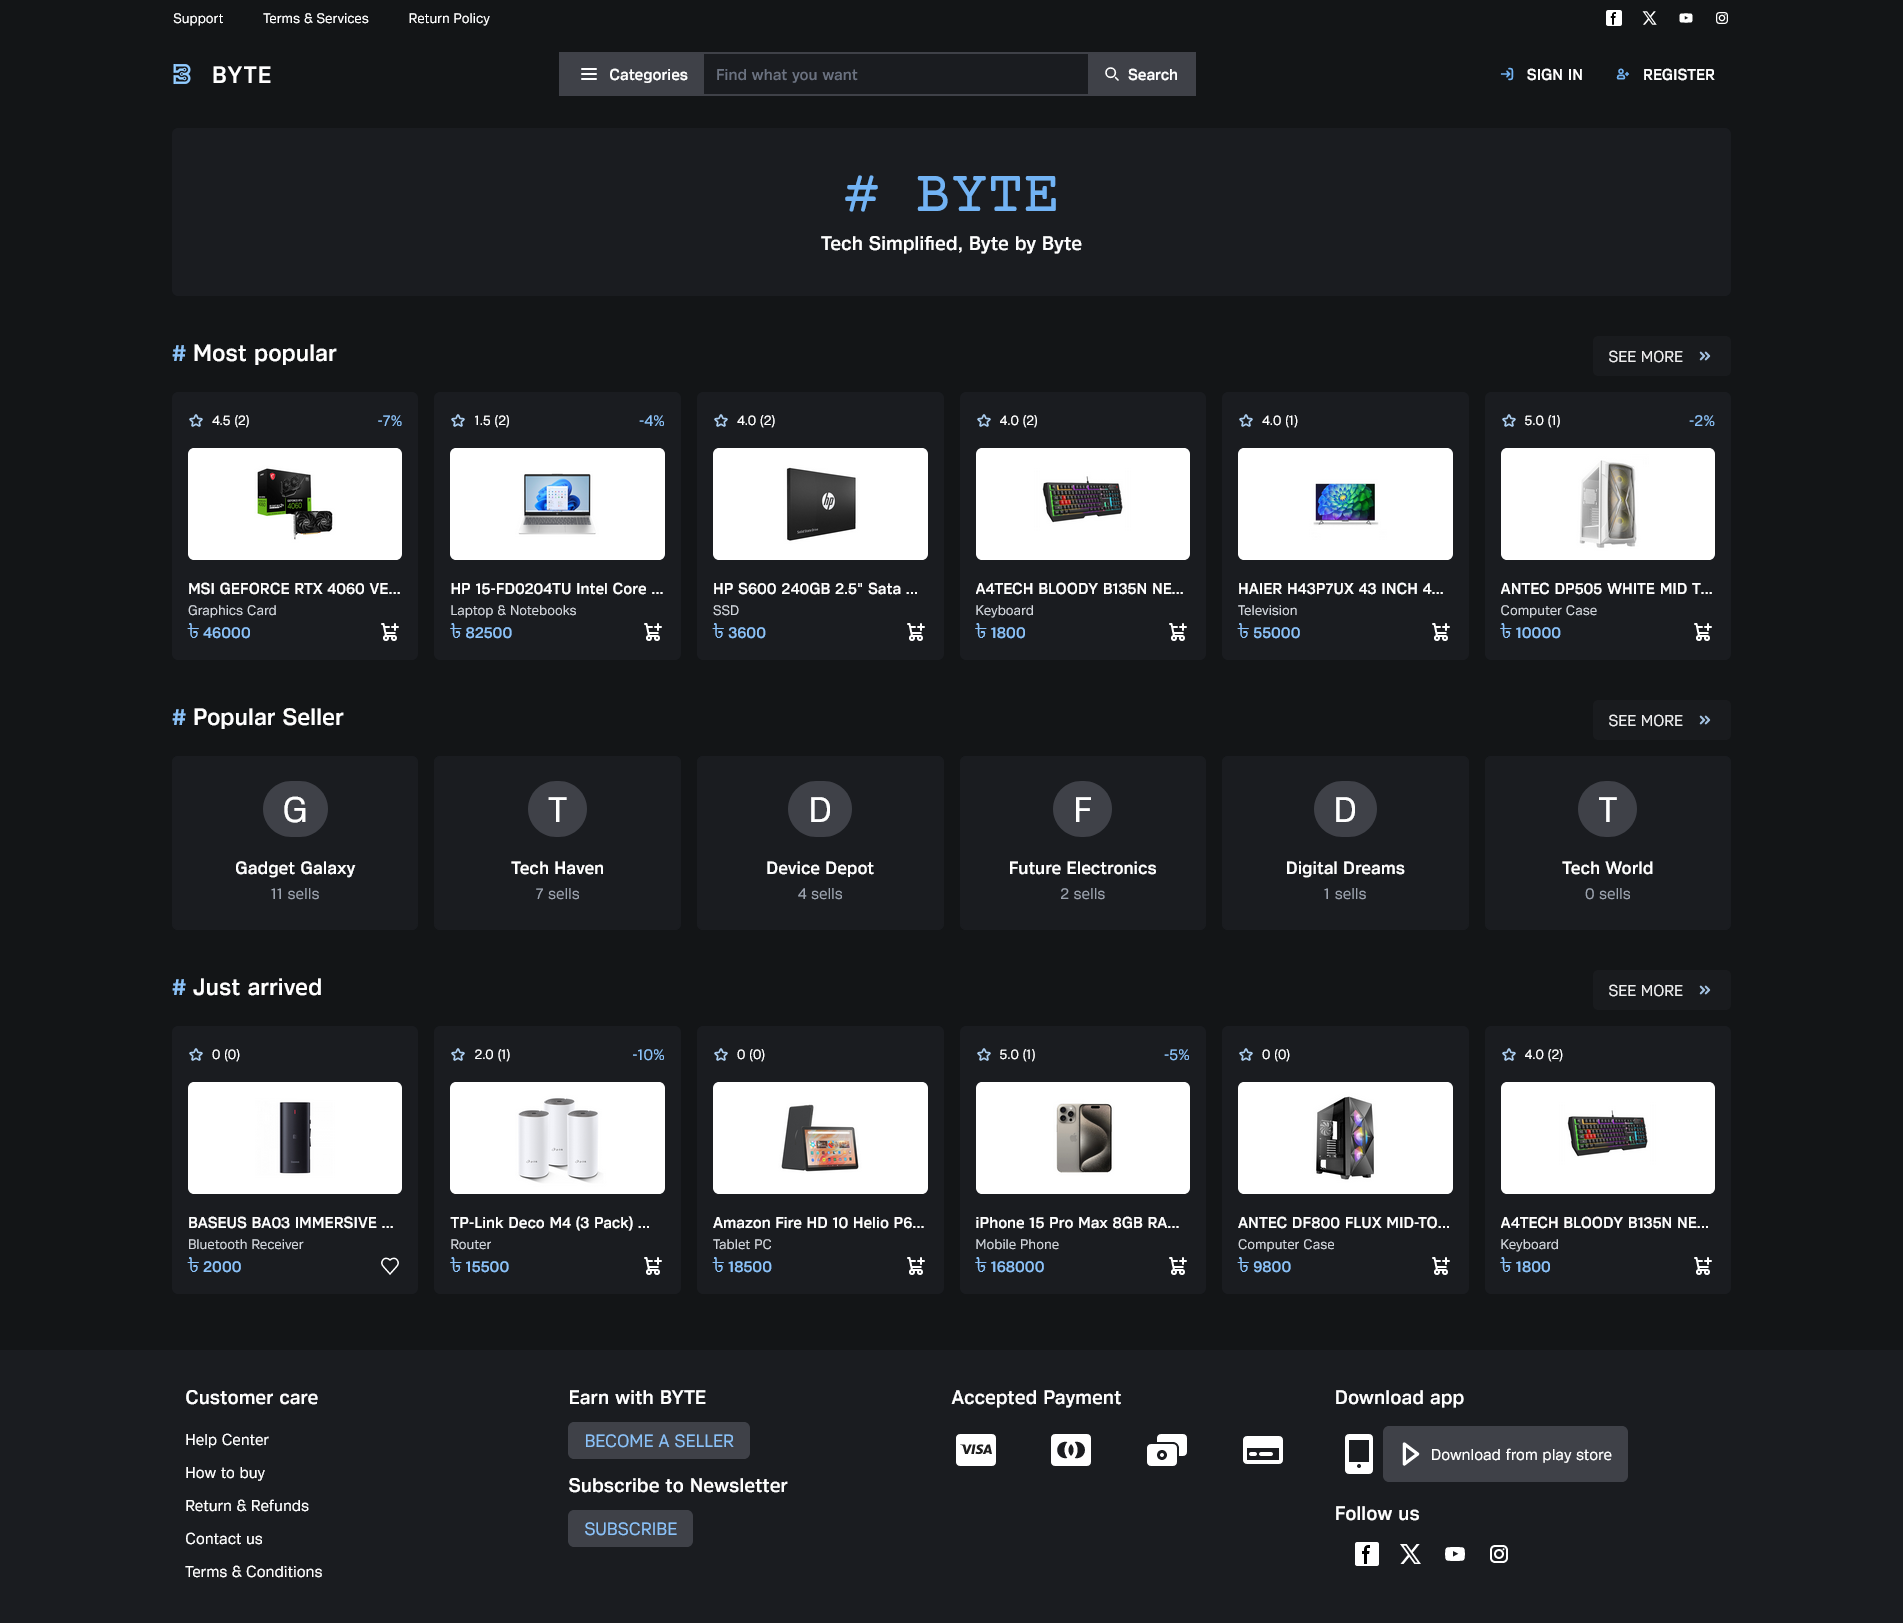 Support Terms & Services Return Policy
BYTE
Categories Find what you want Search
SIGN IN REGISTER
# BYTE
Tech Simplified, Byte by Byte
# Most popular SEE MORE
4.5 (2) -7%
MSI GEFORCE RTX 4060 VE...
Graphics Card
৳ 46000
1.5 (2) -4%
HP 15-FD0204TU Intel Core ...
Laptop & Notebooks
৳ 82500
4.0 (2)
HP S600 240GB 2.5" Sata ...
SSD
৳ 3600
4.0 (2)
A4TECH BLOODY B135N NE...
Keyboard
৳ 1800
4.0 (1)
HAIER H43P7UX 43 INCH 4...
Television
৳ 55000
5.0 (1) -2%
ANTEC DP505 WHITE MID T...
Computer Case
৳ 10000
# Popular Seller SEE MORE
G
Gadget Galaxy
11 sells
T
Tech Haven
7 sells
D
Device Depot
4 sells
F
Future Electronics
2 sells
D
Digital Dreams
1 sells
T
Tech World
0 sells
# Just arrived SEE MORE
0 (0)
BASEUS BA03 IMMERSIVE ...
Bluetooth Receiver
৳ 2000
2.0 (1) -10%
TP-Link Deco M4 (3 Pack) ...
Router
৳ 15500
0 (0)
Amazon Fire HD 10 Helio P6...
Tablet PC
৳ 18500
5.0 (1) -5%
iPhone 15 Pro Max 8GB RA...
Mobile Phone
৳ 168000
0 (0)
ANTEC DF800 FLUX MID-TO...
Computer Case
৳ 9800
4.0 (2)
A4TECH BLOODY B135N NE...
Keyboard
৳ 1800
Customer care
Help Center
How to buy
Return & Refunds
Contact us
Terms & Conditions
Earn with BYTE
BECOME A SELLER
Subscribe to Newsletter
SUBSCRIBE
Accepted Payment
VISA
Download app
Download from play store
Follow us